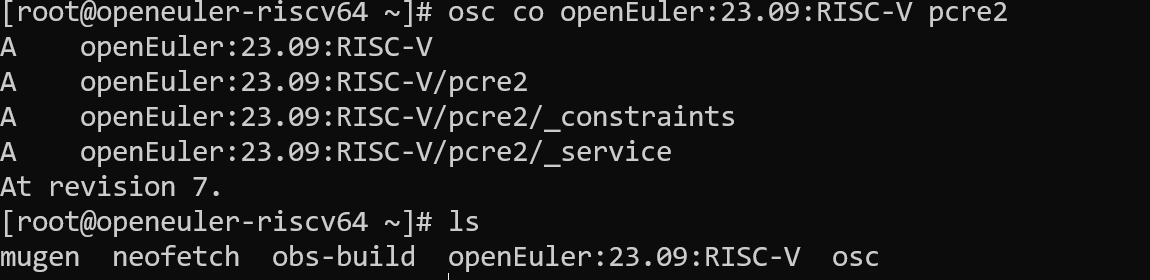 [root@openeuler-riscv64 ~]# osc co openEuler:23.09:RISC-V pcre2
A    openEuler:23.09:RISC-V
A    openEuler:23.09:RISC-V/pcre2
A    openEuler:23.09:RISC-V/pcre2/_constraints
A    openEuler:23.09:RISC-V/pcre2/_service
At revision 7.
[root@openeuler-riscv64 ~]# ls
mugen  neofetch  obs-build  openEuler:23.09:RISC-V  osc